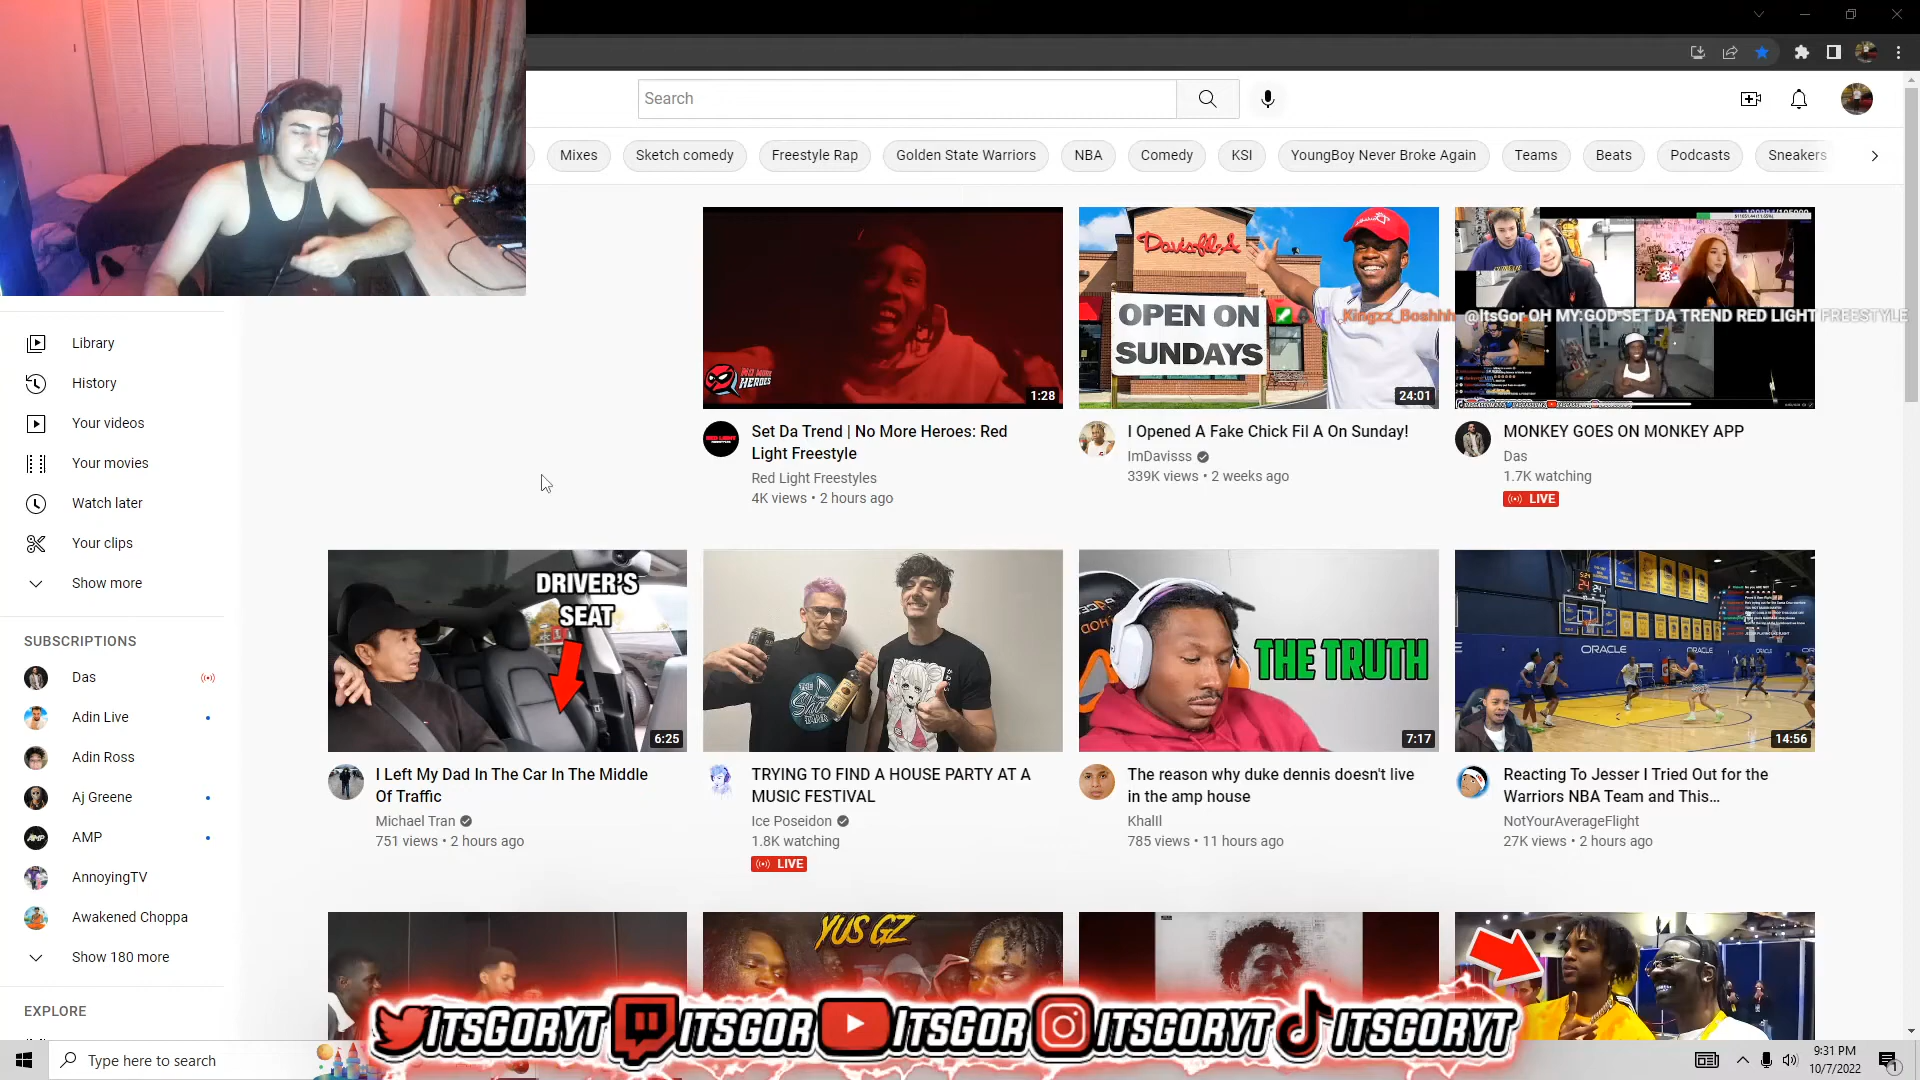 Search
Mixes
Sketch comedy
Freestyle Rap
Golden State Warriors
NBA
Comedy
KSI
YoungBoy Never Broke Again
Teams
Beats
Podcasts
Sneakers
NO MORE
HEROES
1:28
OPEN ON
SUNDAYS
24:01
Kingzz_Boshhh @ItsGor OH MY GOD SET DA TREND RED LIGHT FREESTYLE
Library
History
Your videos
Your movies
Watch later
Your clips
Show more
Set Da Trend | No More Heroes: Red
Light Freestyle
Red Light Freestyles
4K views • 2 hours ago
I Opened A Fake Chick Fil A On Sunday!
ImDavisss
339K views • 2 weeks ago
MONKEY GOES ON MONKEY APP
Das
1.7K watching
LIVE
DRIVER'S
SEAT
6:25
THE TRUTH
7:17
ORACLE
ORACLE
14:56
SUBSCRIPTIONS
Das
Adin Live
Adin Ross
Aj Greene
AMP
AnnoyingTV
Awakened Choppa
Show 180 more
EXPLORE
I Left My Dad In The Car In The Middle
Of Traffic
Michael Tran
751 views • 2 hours ago
TRYING TO FIND A HOUSE PARTY AT A
MUSIC FESTIVAL
Ice Poseidon
1.8K watching
LIVE
The reason why duke dennis doesn't live
in the amp house
Khalil
785 views • 11 hours ago
Reacting To Jesser I Tried Out for the
Warriors NBA Team and This...
NotYourAverageFlight
27K views • 2 hours ago
YUS GZ
ITSGORYT ITSGOR ITSGOR ITSGORYT ITSGORYT
Type here to search
9:31 PM
10/7/2022
1